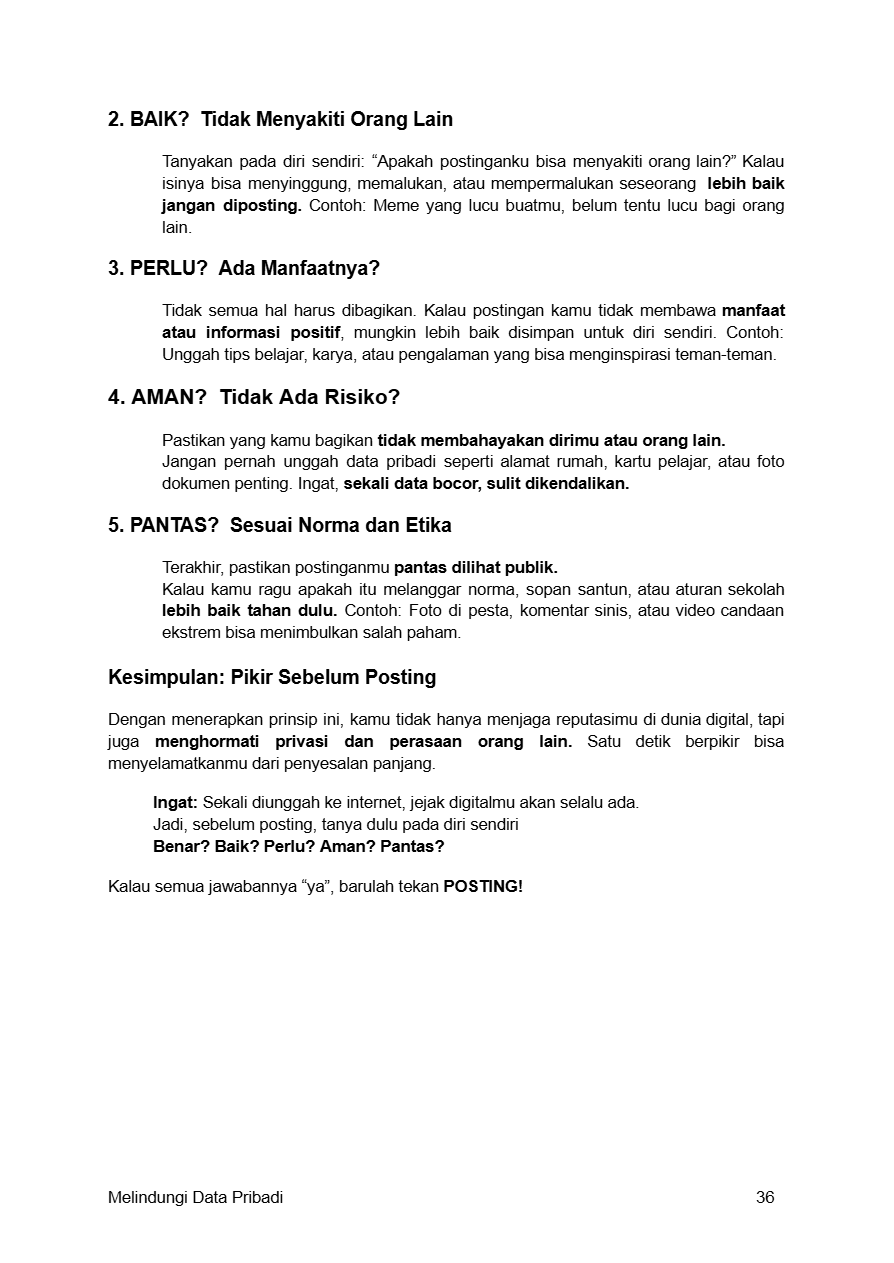 2. BAIK?  Tidak Menyakiti Orang Lain
Tanyakan pada diri sendiri: “Apakah postinganku bisa menyakiti orang lain?” Kalau
isinya bisa menyinggung, memalukan, atau mempermalukan seseorang  lebih baik
jangan diposting. Contoh: Meme yang lucu buatmu, belum tentu lucu bagi orang
lain.
3. PERLU?  Ada Manfaatnya?
Tidak semua hal harus dibagikan. Kalau postingan kamu tidak membawa manfaat
atau informasi positif, mungkin lebih baik disimpan untuk diri sendiri. Contoh:
Unggah tips belajar, karya, atau pengalaman yang bisa menginspirasi teman-teman.
4. AMAN?  Tidak Ada Risiko?
Pastikan yang kamu bagikan tidak membahayakan dirimu atau orang lain.
Jangan pernah unggah data pribadi seperti alamat rumah, kartu pelajar, atau foto
dokumen penting. Ingat, sekali data bocor, sulit dikendalikan.
5. PANTAS?  Sesuai Norma dan Etika
Terakhir, pastikan postinganmu pantas dilihat publik.
Kalau kamu ragu apakah itu melanggar norma, sopan santun, atau aturan sekolah
lebih baik tahan dulu. Contoh: Foto di pesta, komentar sinis, atau video candaan
ekstrem bisa menimbulkan salah paham.
Kesimpulan: Pikir Sebelum Posting
Dengan menerapkan prinsip ini, kamu tidak hanya menjaga reputasimu di dunia digital, tapi
juga menghormati privasi dan perasaan orang lain. Satu detik berpikir bisa
menyelamatkanmu dari penyesalan panjang.
Ingat: Sekali diunggah ke internet, jejak digitalmu akan selalu ada.
Jadi, sebelum posting, tanya dulu pada diri sendiri
Benar? Baik? Perlu? Aman? Pantas?
Kalau semua jawabannya “ya”, barulah tekan POSTING!
Melindungi Data Pribadi 36